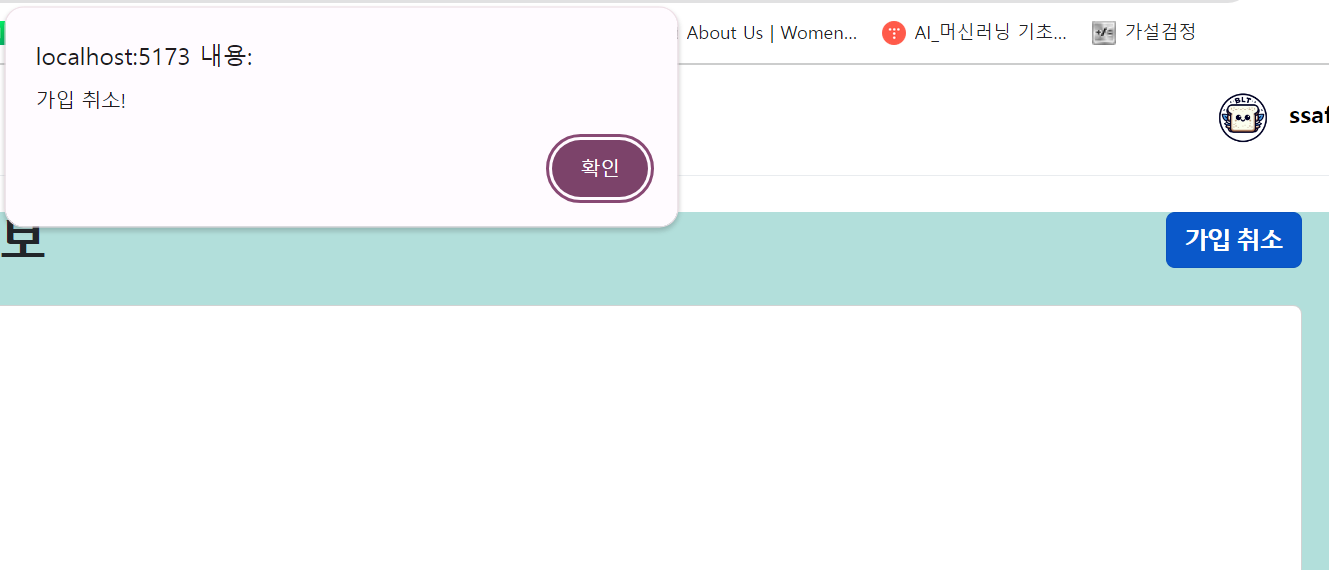 About Us | Women...
AI_머신러닝 기초...
가설검정
localhost:5173 내용:
가입 취소!
확인
BLT
ssaf
보
가입 취소